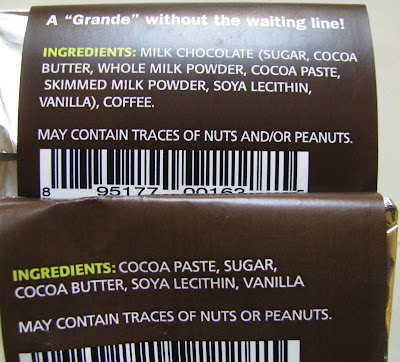 A "Grande" without the waiting line!
INGREDIENTS: MILK CHOCOLATE (SUGAR, COCOA
BUTTER, WHOLE MILK POWDER, COCOA PASTE,
SKIMMED MILK POWDER, SOYA LECITHIN,
VANILLA), COFFEE.
MAY CONTAIN TRACES OF NUTS AND/OR PEANUTS.
8 95177 00163 5
INGREDIENTS: COCOA PASTE, SUGAR,
COCOA BUTTER, SOYA LECITHIN, VANILLA
MAY CONTAIN TRACES OF NUTS OR PEANUTS.